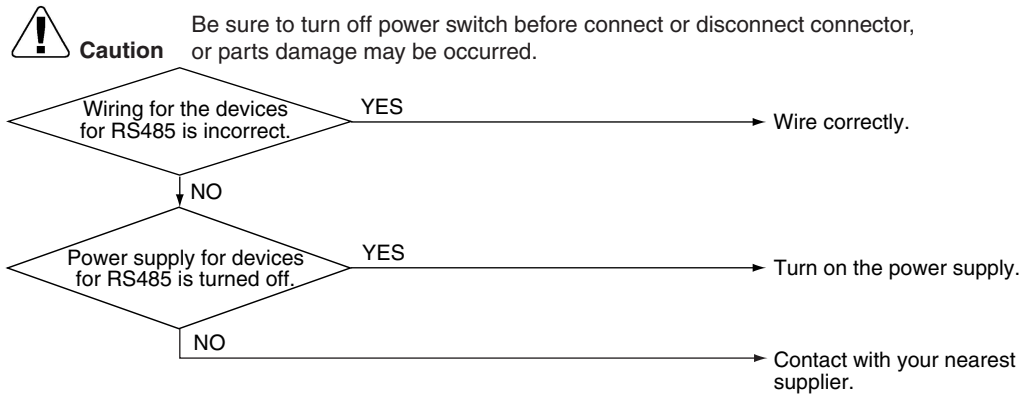 Be sure to turn off power switch before connect or disconnect connector,
Caution or parts damage may be occurred.
Wiring for the devices
for RS485 is incorrect.
YES
Wire correctly.
NO
Power supply for devices
for RS485 is turned off.
YES
Turn on the power supply.
NO
Contact with your nearest
supplier.